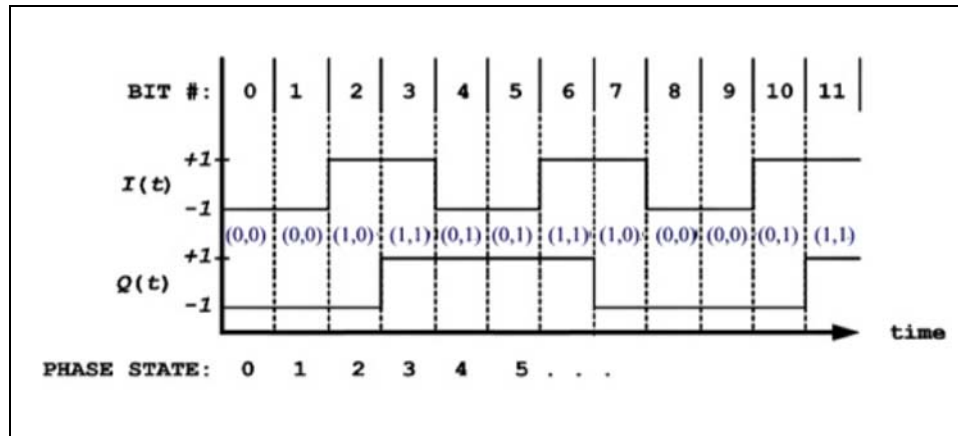 BIT #: 0 1 2 3 4 5 6 7 8 9 10 11
+1
I(t)
-1
(0,0) (0,0) (1,0) (1,1) (0,1) (0,1) (1,1) (1,0) (0,0) (0,0) (0,1) (1,1)
+1
Q(t)
-1
time
PHASE STATE: 0 1 2 3 4 5 . . .